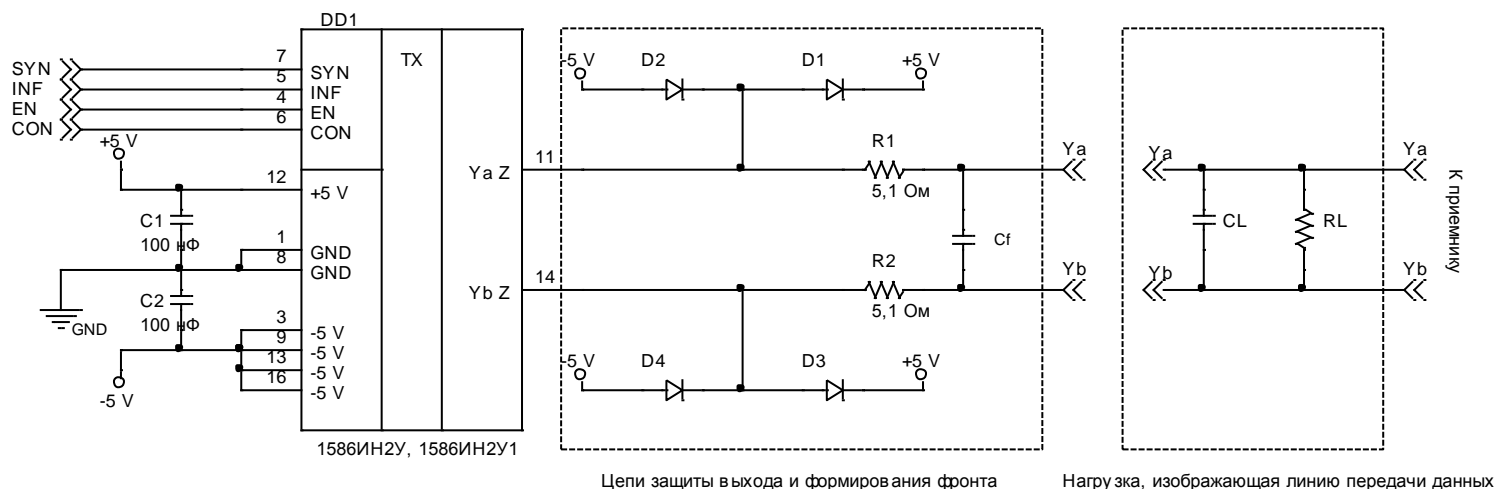 DD1
TX
SYN
INF
EN
CON
7
5
4
6
SYN
INF
EN
CON
+5 V
12
+5 V
C1
100 нФ
1
8
GND
GND
C2
100 нФ
GND
3
9
13
16
-5 V
-5 V
-5 V
-5 V
-5 V
Ya Z
11
Yb Z
14
1586ИН2У, 1586ИН2У1
-5 V
D2
D1
+5 V
R1
5,1 Ом
Ya
Cf
R2
5,1 Ом
Yb
-5 V
D4
D3
+5 V
Цепи защиты выхода и формирования фронта
Ya
Ya
CL
RL
Yb
Yb
К приемнику
Нагрузка, изображающая линию передачи данных